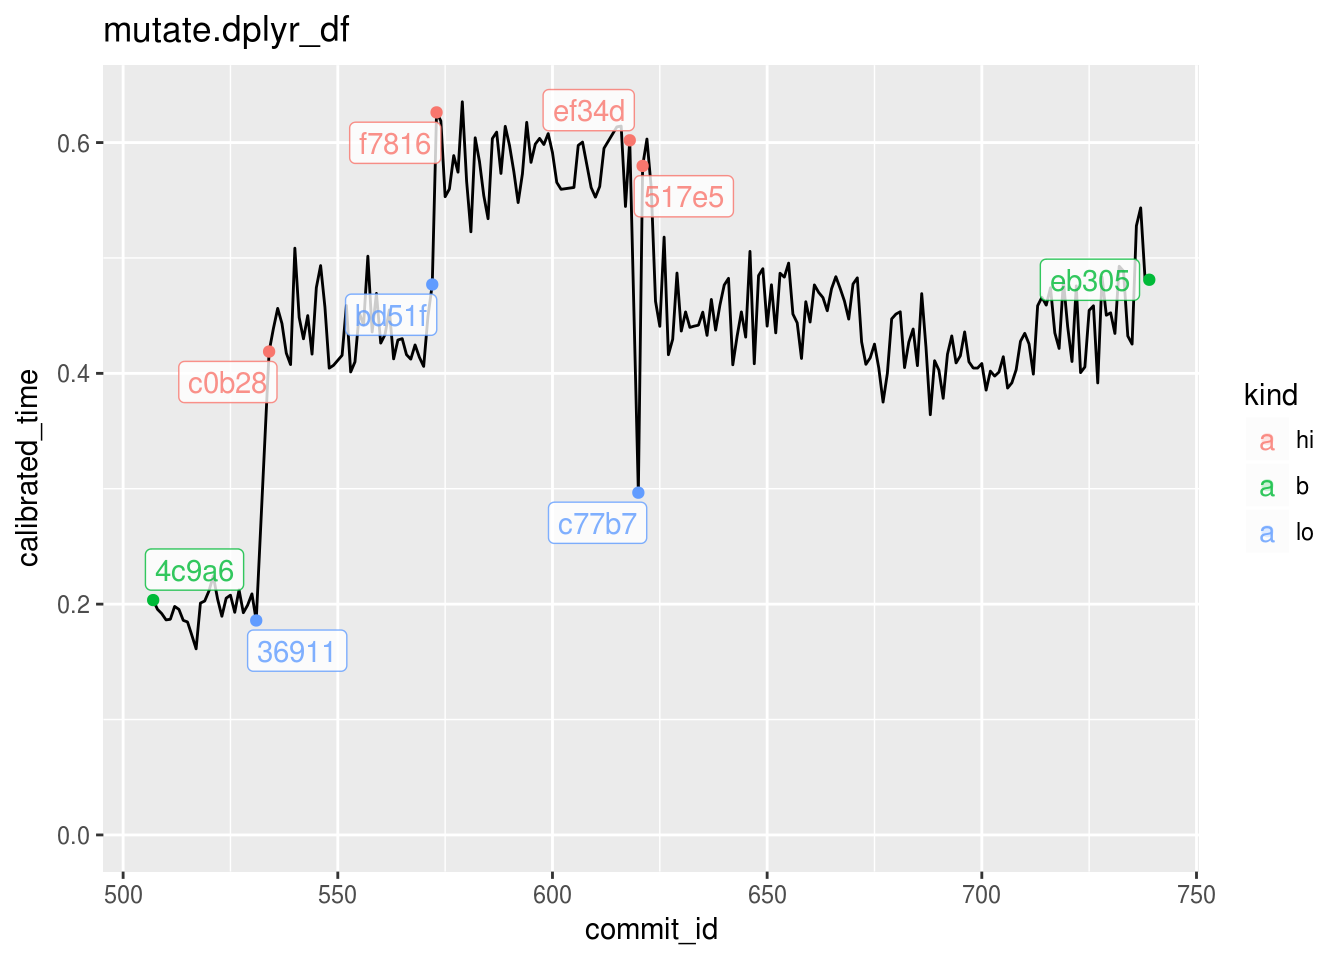 mutate.dplyr_df
calibrated_time
0.6
0.4
0.2
0.0
ef34d
f7816
517e5
eb305
bd51f
c0b28
c77b7
4c9a6
36911
500 550 600 650 700 750
commit_id
kind
a hi
a b
a lo